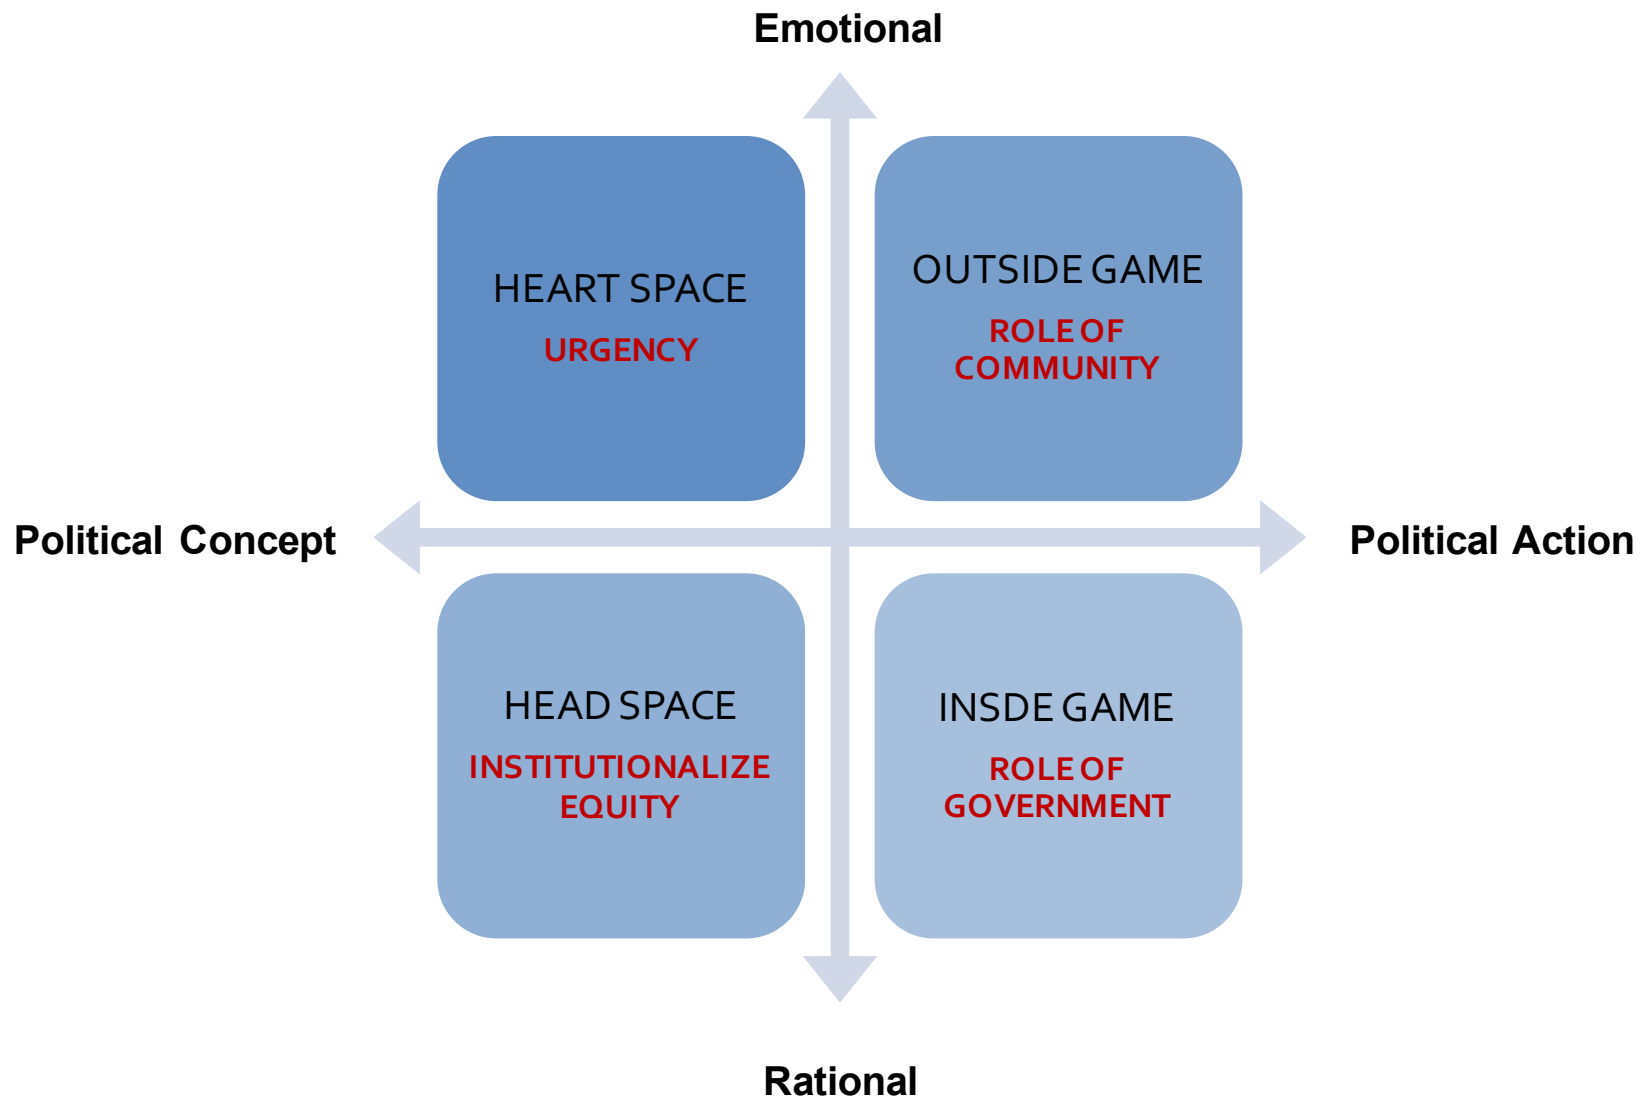 Emotional
HEART SPACE
URGENCY
OUTSIDE GAME
ROLE OF
COMMUNITY
Political Concept
Political Action
HEAD SPACE
INSTITUTIONALIZE
EQUITY
INSDE GAME
ROLE OF
GOVERNMENT
Rational